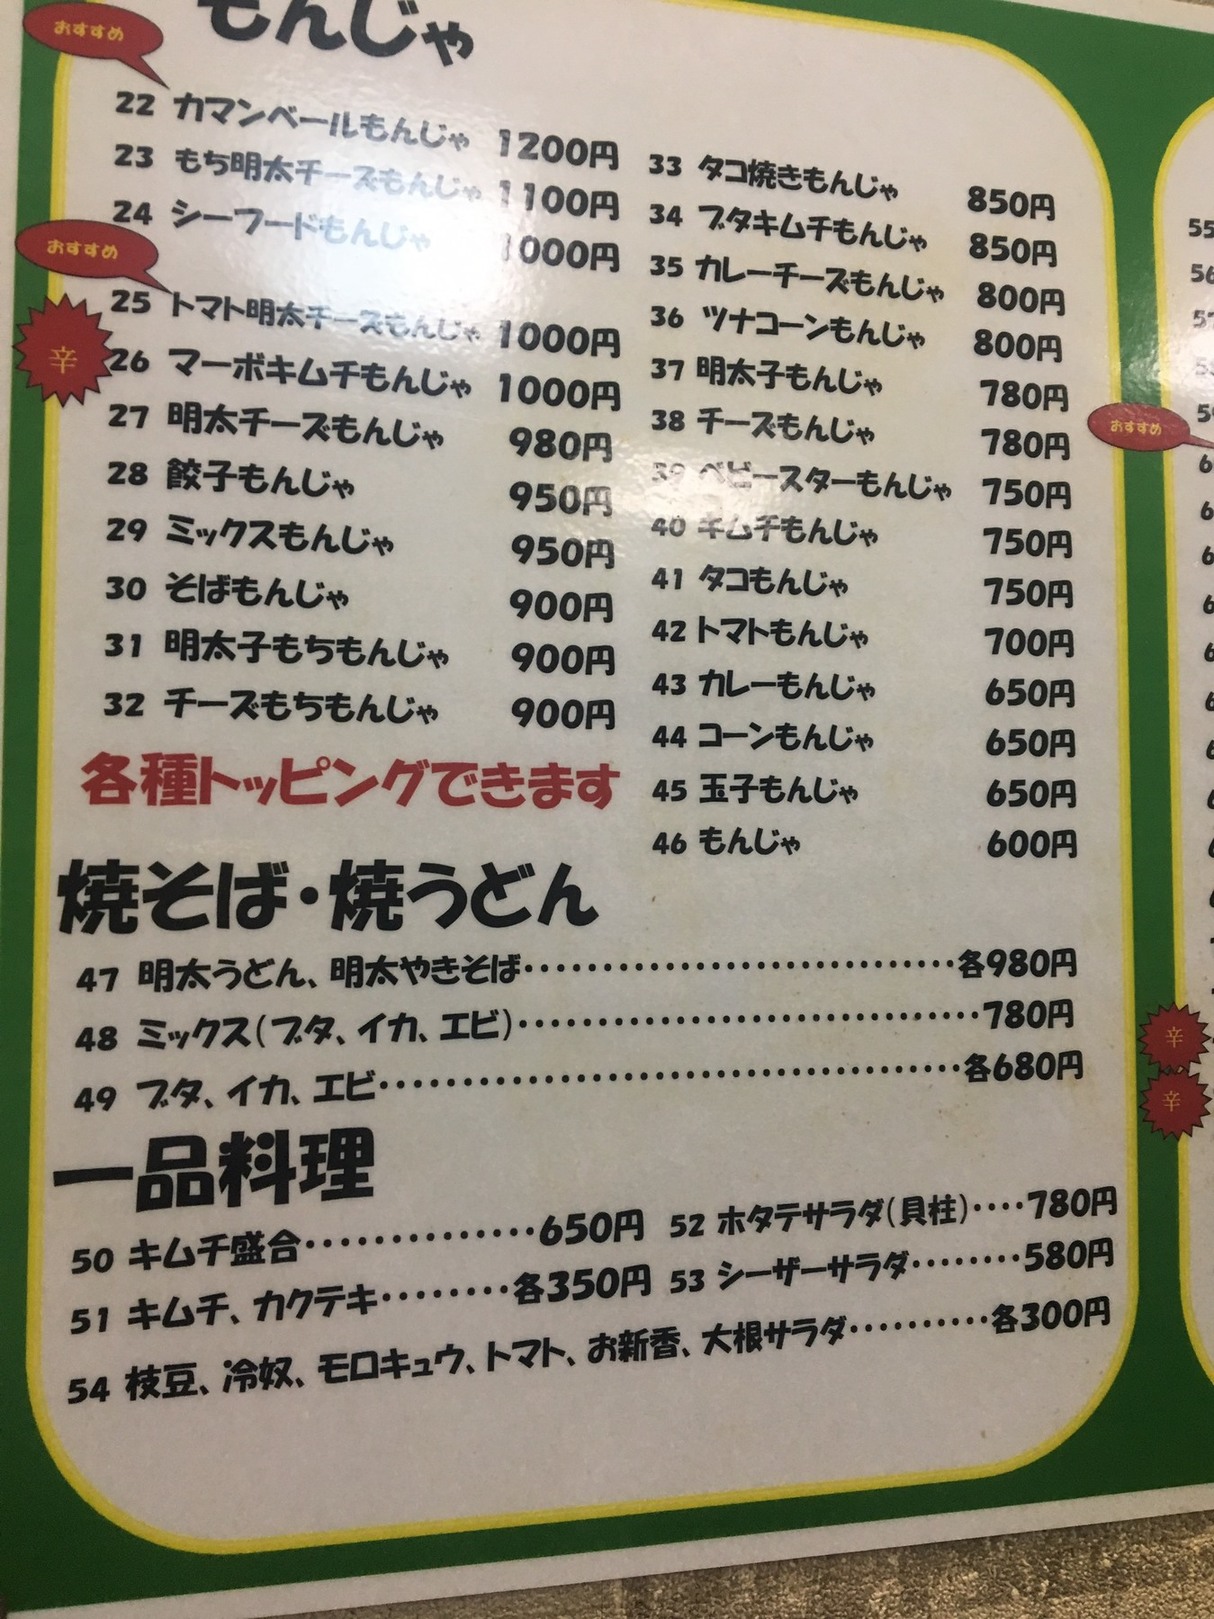 もんじゃ
おすすめ
22 カマンベールもんじゃ 1200円
23 もち明太チーズもんじゃ 1100円
24 シーフードもんじゃ 1000円
おすすめ
25 トマト明太チーズもんじゃ 1000円
辛
26 マーボキムチもんじゃ 1000円
27 明太チーズもんじゃ 980円
28 餃子もんじゃ 950円
29 ミックスもんじゃ 950円
30 そばもんじゃ 900円
31 明太子もちもんじゃ 900円
32 チーズもちもんじゃ 900円
各種トッピングできます
33 タコ焼きもんじゃ 850円
34 ブタキムチもんじゃ 850円
35 カレーチーズもんじゃ 800円
36 ツナコーンもんじゃ 800円
37 明太子もんじゃ 780円
38 チーズもんじゃ 780円
39 ベビースターもんじゃ 750円
40 キムチもんじゃ 750円
41 タコもんじゃ 750円
42 トマトもんじゃ 700円
43 カレーもんじゃ 650円
44 コーンもんじゃ 650円
45 玉子もんじゃ 650円
46 もんじゃ 600円
焼そば・焼うどん
47 明太うどん、明太やきそば‥‥‥‥‥‥‥‥‥‥‥各980円
48 ミックス(ブタ、イカ、エビ)‥‥‥‥‥‥‥‥‥‥‥780円
49 ブタ、イカ、エビ‥‥‥‥‥‥‥‥‥‥‥‥‥‥各680円
一品料理
50 キムチ盛合‥‥‥‥‥‥650円
51 キムチ、カクテキ‥‥‥‥各350円
52 ホタテサラダ(貝柱)‥‥780円
53 シーザーサラダ‥‥‥‥580円
54 枝豆、冷奴、モロキュウ、トマト、お新香、大根サラダ‥‥‥‥‥各300円
55
56
おすすめ
辛
辛